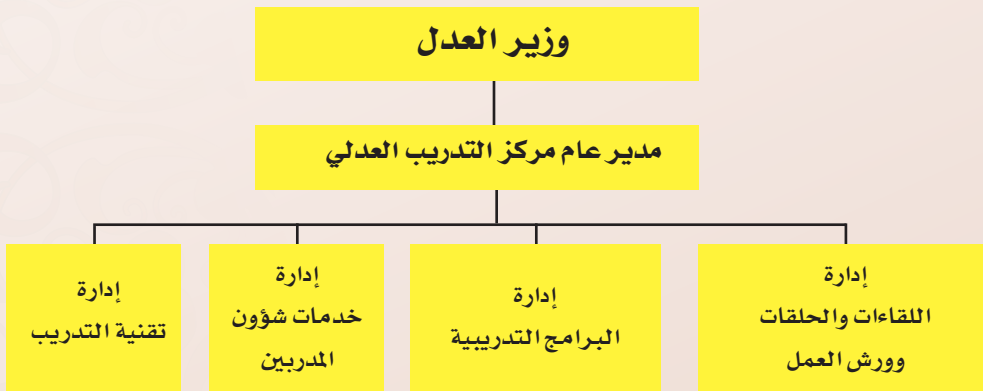 وزير العدل
مدير عام مركز التدريب العدلي
إدارة
اللقاءات والحلقات
وورش العمل
إدارة
البرامج التدريبية
إدارة
خدمات شؤون
المدربين
إدارة
تقنية التدريب